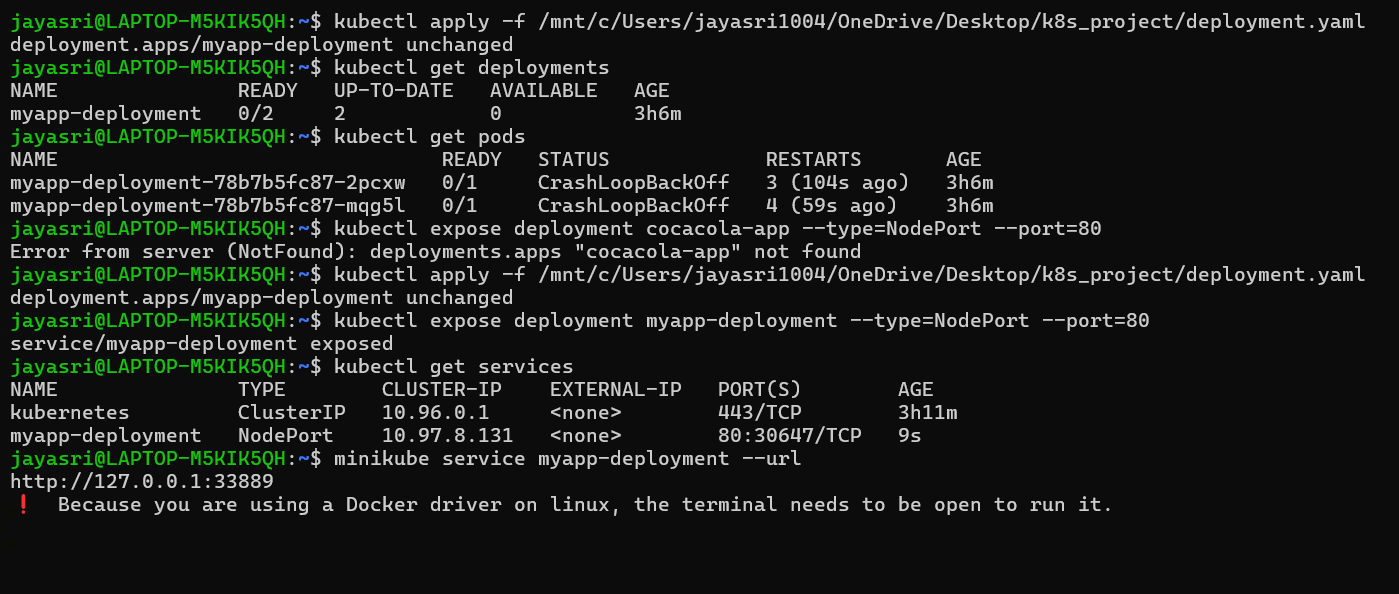 jayasri@LAPTOP-M5KIK5QH:~$ kubectl apply -f /mnt/c/Users/jayasri1004/OneDrive/Desktop/k8s_project/deployment.yaml
deployment.apps/myapp-deployment unchanged
jayasri@LAPTOP-M5KIK5QH:~$ kubectl get deployments
NAME               READY   UP-TO-DATE   AVAILABLE   AGE
myapp-deployment   0/2     2            0           3h6m
jayasri@LAPTOP-M5KIK5QH:~$ kubectl get pods
NAME                                READY   STATUS             RESTARTS       AGE
myapp-deployment-78b7b5fc87-2pcxw   0/1     CrashLoopBackOff   3 (104s ago)   3h6m
myapp-deployment-78b7b5fc87-mqg5l   0/1     CrashLoopBackOff   4 (59s ago)    3h6m
jayasri@LAPTOP-M5KIK5QH:~$ kubectl expose deployment cocacola-app --type=NodePort --port=80
Error from server (NotFound): deployments.apps "cocacola-app" not found
jayasri@LAPTOP-M5KIK5QH:~$ kubectl apply -f /mnt/c/Users/jayasri1004/OneDrive/Desktop/k8s_project/deployment.yaml
deployment.apps/myapp-deployment unchanged
jayasri@LAPTOP-M5KIK5QH:~$ kubectl expose deployment myapp-deployment --type=NodePort --port=80
service/myapp-deployment exposed
jayasri@LAPTOP-M5KIK5QH:~$ kubectl get services
NAME               TYPE        CLUSTER-IP    EXTERNAL-IP   PORT(S)        AGE
kubernetes         ClusterIP   10.96.0.1     <none>        443/TCP        3h11m
myapp-deployment   NodePort    10.97.8.131   <none>        80:30647/TCP   9s
jayasri@LAPTOP-M5KIK5QH:~$ minikube service myapp-deployment --url
http://127.0.0.1:33889
❗  Because you are using a Docker driver on linux, the terminal needs to be open to run it.